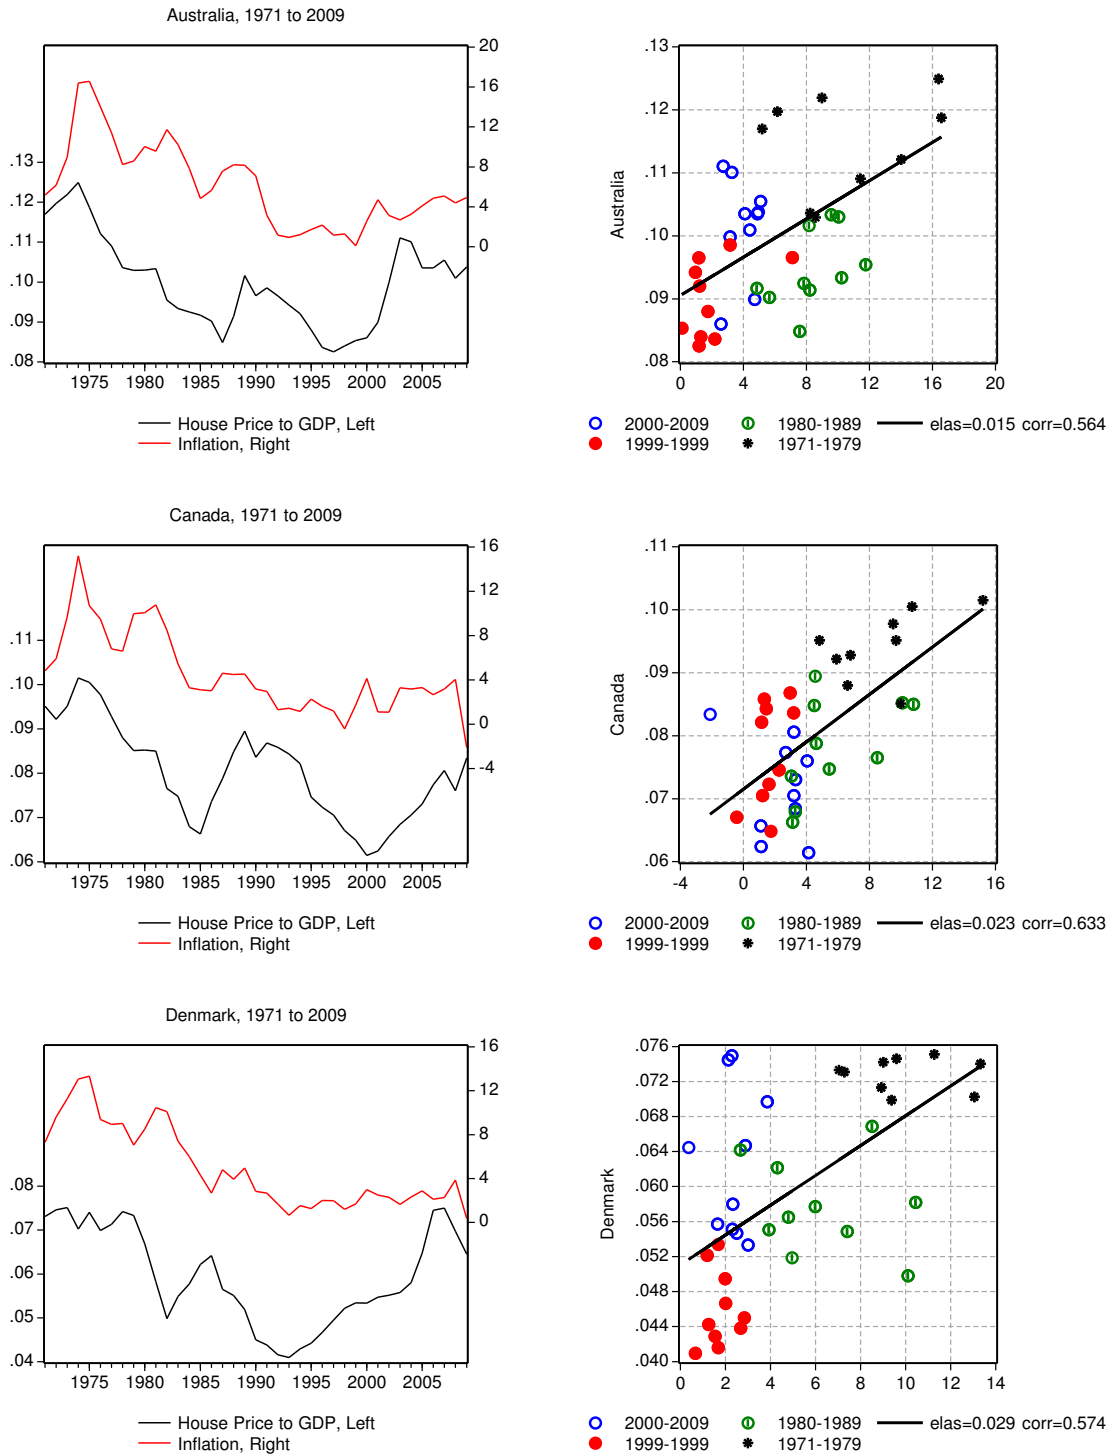 Australia, 1971 to 2009
20
16
12
8
4
0
.13
.12
.11
.10
.09
.08
1975 1980 1985 1990 1995 2000 2005
House Price to GDP, Left
Inflation, Right
Australia
.13
.12
.11
.10
.09
.08
0 4 8 12 16 20
2000-2009 1980-1989 elas=0.015 corr=0.564
1999-1999 1971-1979
Canada, 1971 to 2009
16
12
8
4
0
-4
.11
.10
.09
.08
.07
.06
1975 1980 1985 1990 1995 2000 2005
House Price to GDP, Left
Inflation, Right
Canada
.11
.10
.09
.08
.07
.06
-4 0 4 8 12 16
2000-2009 1980-1989 elas=0.023 corr=0.633
1999-1999 1971-1979
Denmark, 1971 to 2009
16
12
8
4
0
.08
.07
.06
.05
.04
1975 1980 1985 1990 1995 2000 2005
House Price to GDP, Left
Inflation, Right
Denmark
.076
.072
.068
.064
.060
.056
.052
.048
.044
.040
0 2 4 6 8 10 12 14
2000-2009 1980-1989 elas=0.029 corr=0.574
1999-1999 1971-1979